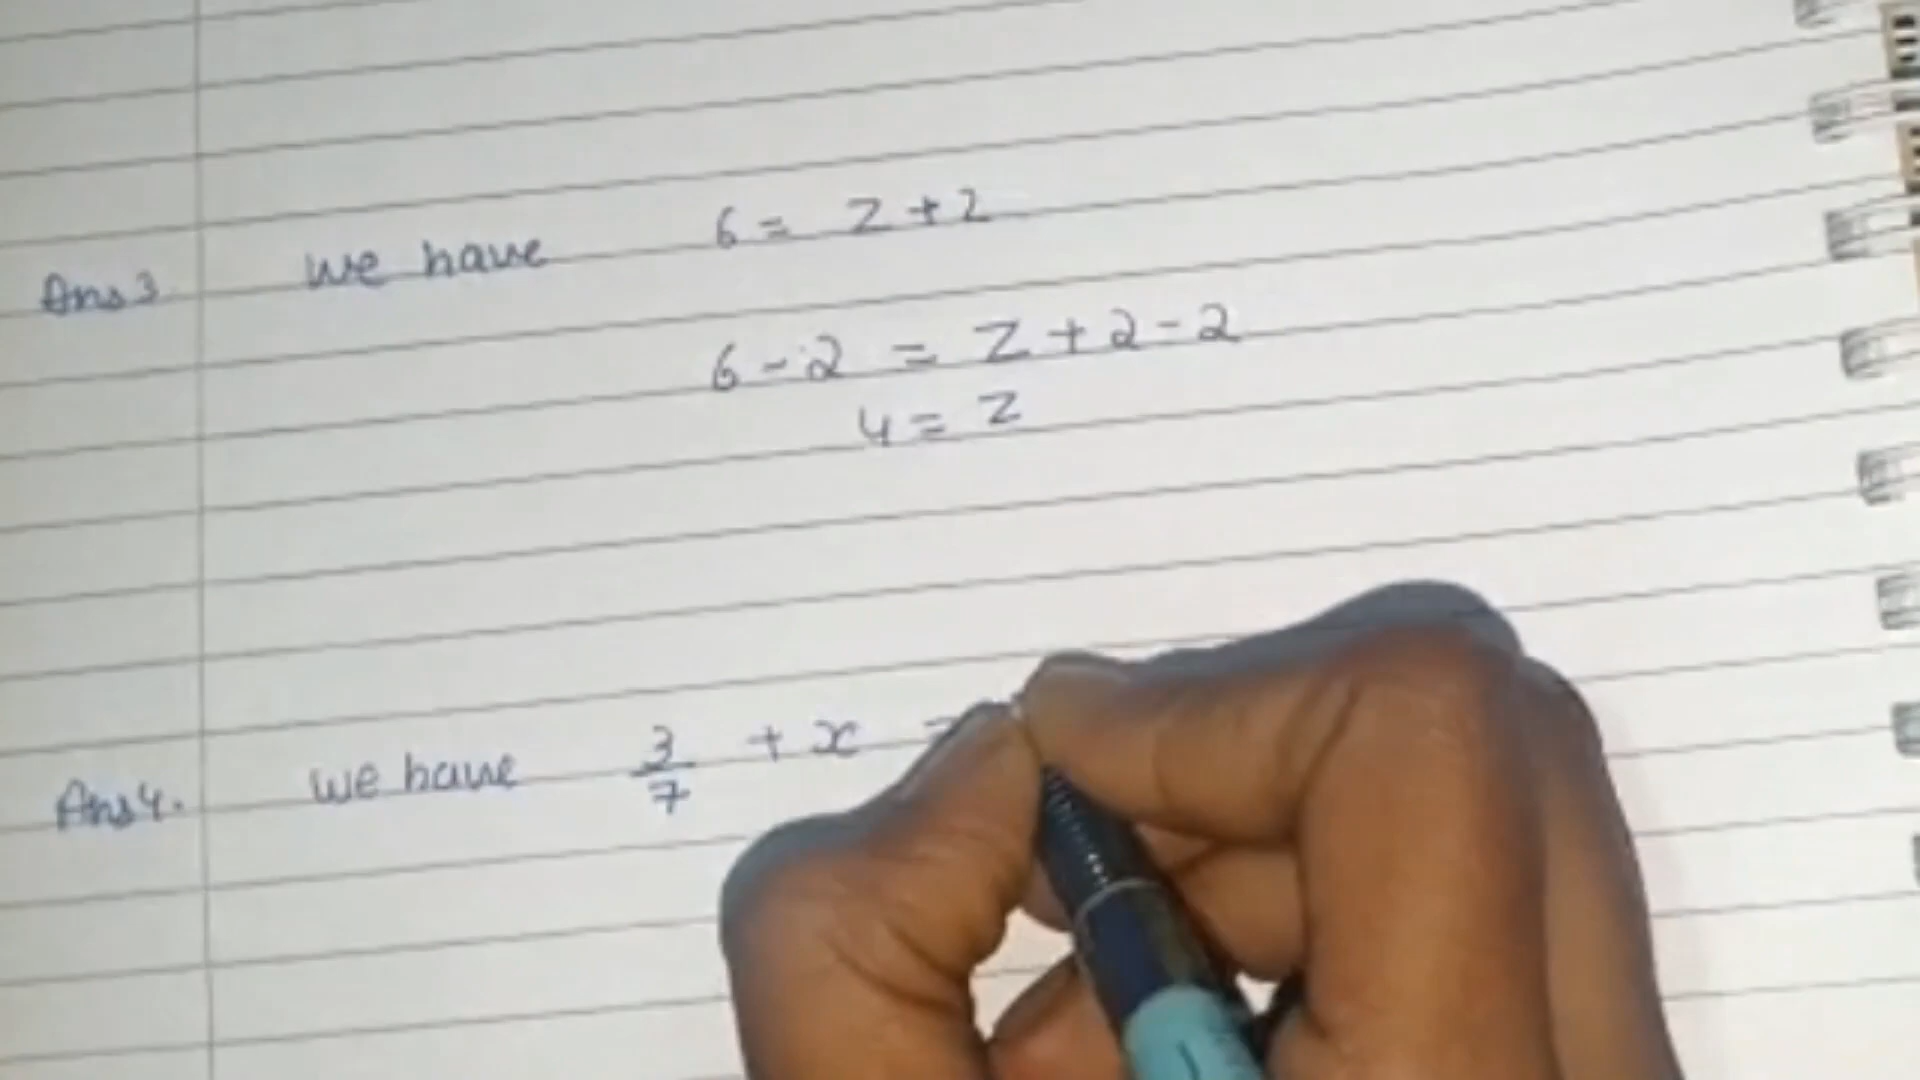 Ans3 we have 6 = z + 2
6 - 2 = z + 2 - 2
4 = z
Ans4. we have 3/7 + x =